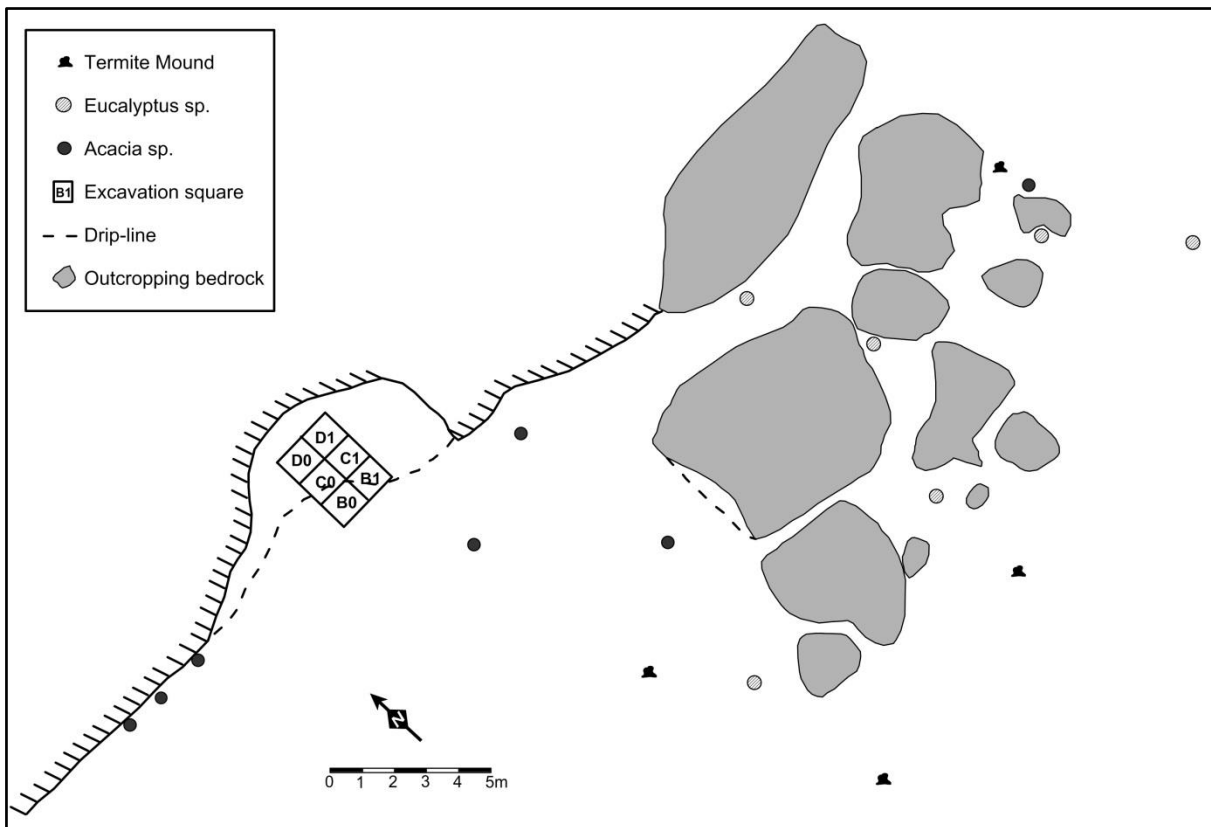 Termite Mound
Eucalyptus sp.
Acacia sp.
B1 Excavation square
Drip-line
Outcropping bedrock
D1
D0 C1
C0 B1
B0
N
0 1 2 3 4 5m